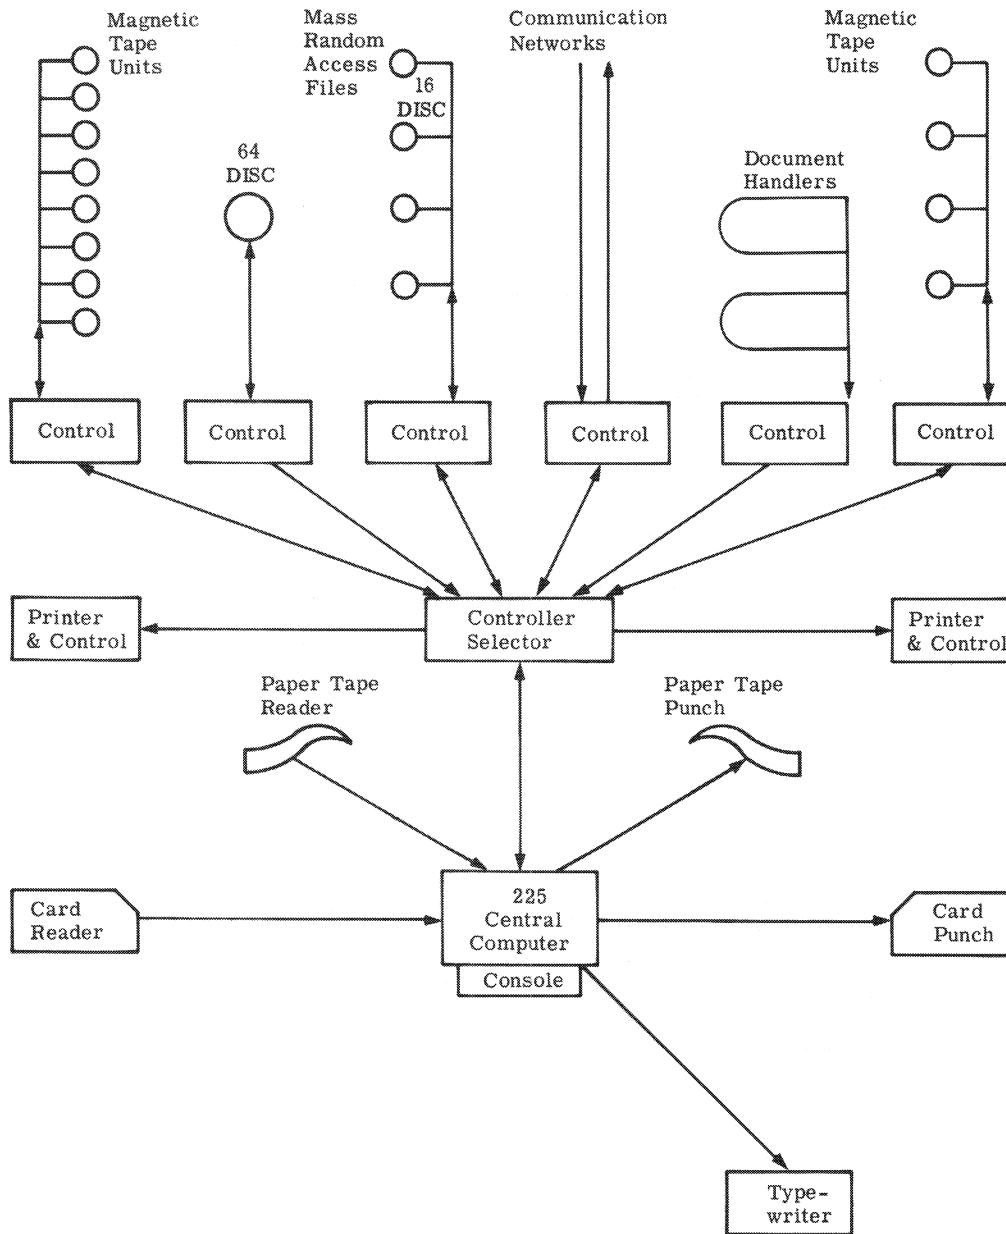 Magnetic
Tape
Units
Mass
Random
Access
Files
16
DISC
Communication
Networks
Magnetic
Tape
Units
64
DISC
Document
Handlers
Control
Control
Control
Control
Control
Control
Printer
& Control
Controller
Selector
Printer
& Control
Paper Tape
Reader
Paper Tape
Punch
Card
Reader
225
Central
Computer
Console
Card
Punch
Type-
writer